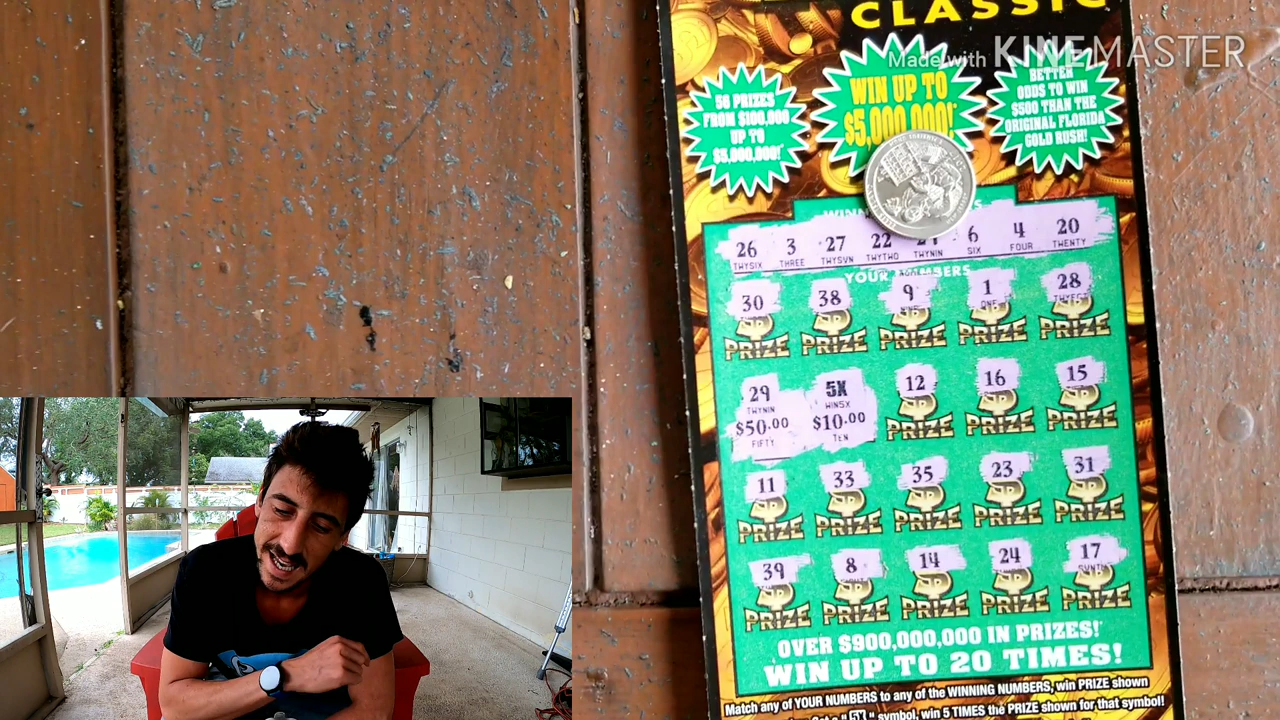 CLASSIC
Made with KINEMASTER
56 PRIZES
FROM $100,000
UP TO
$5,000,000!
WIN UP TO
$5,000,000!*
BETTER
ODDS TO WIN
$500 THAN THE
ORIGINAL FLORIDA
GOLD RUSH!
26 3 27 22 6 4 20
THYSIX THREE THYSVN THYTWO THYNIN SIX FOUR TWENTY
YOUR NUMBERS
30 38 9 1 28
ONE
PRIZE PRIZE PRIZE PRIZE PRIZE
29 5X 12 16 15
THYNIN WIN5X
$50.00 $10.00
FIFTY TEN
PRIZE PRIZE PRIZE
11 33 35 23 31
PRIZE PRIZE PRIZE PRIZE PRIZE
39 8 14 24 17
PRIZE PRIZE PRIZE PRIZE PRIZE
OVER $900,000,000 IN PRIZES!
WIN UP TO 20 TIMES!
Match any of YOUR NUMBERS to any of the WINNING NUMBERS, win PRIZE shown
"5X" symbol, win 5 TIMES the PRIZE shown for that symbol!